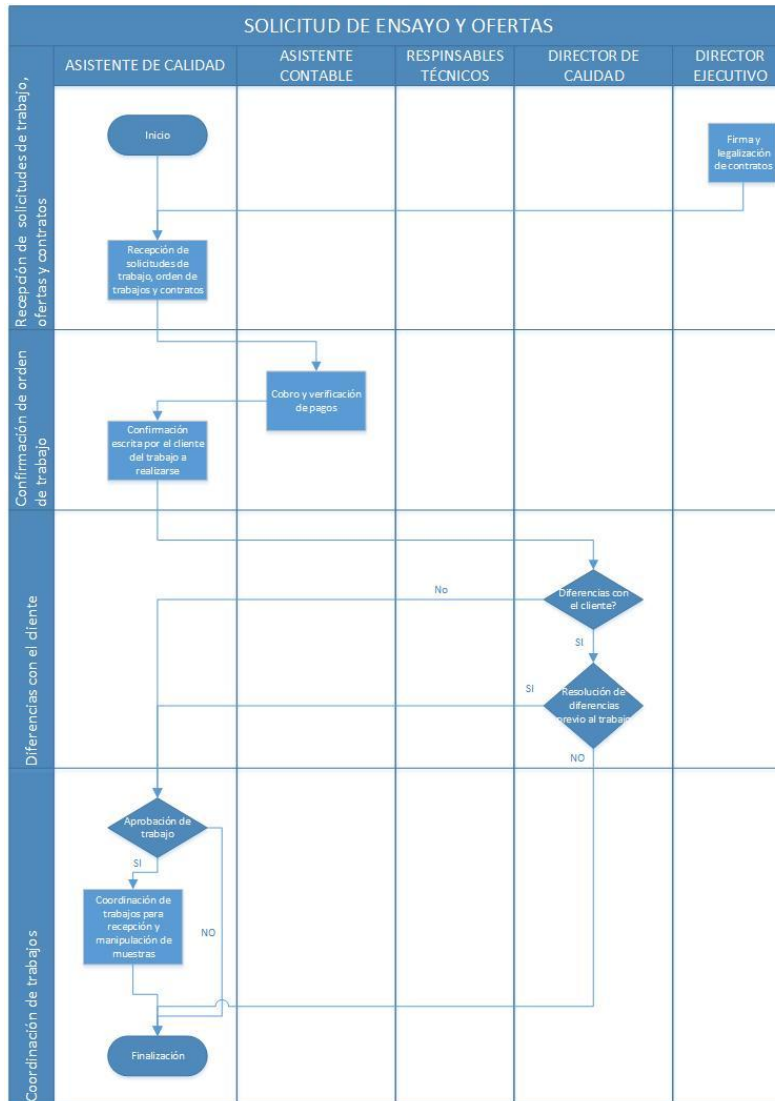 SOLICITUD DE ENSAYO Y OFERTAS
ASISTENTE DE CALIDAD
ASISTENTE
CONTABLE
RESPINSABLES
TÉCNICOS
DIRECTOR DE
CALIDAD
DIRECTOR
EJECUTIVO
Recepción de solicitudes de trabajo,
ofertas y contratos
Inicio
Firma y
legalización
de contratos
Recepción de
solicitudes de
trabajo, orden de
trabajos y contratos
Confirmación de orden
de trabajo
Cobro y verificación
de pagos
Confirmación
escrita por el cliente
del trabajo a
realizarse
Diferencias con el cliente
Diferencias con
el cliente?
No
SI
Resolución de
diferencias
previo al trabajo
SI
NO
Coordinación de trabajos
Aprobación de
trabajo
SI
NO
Coordinación de
trabajos para
recepción y
manipulación de
muestras
Finalización